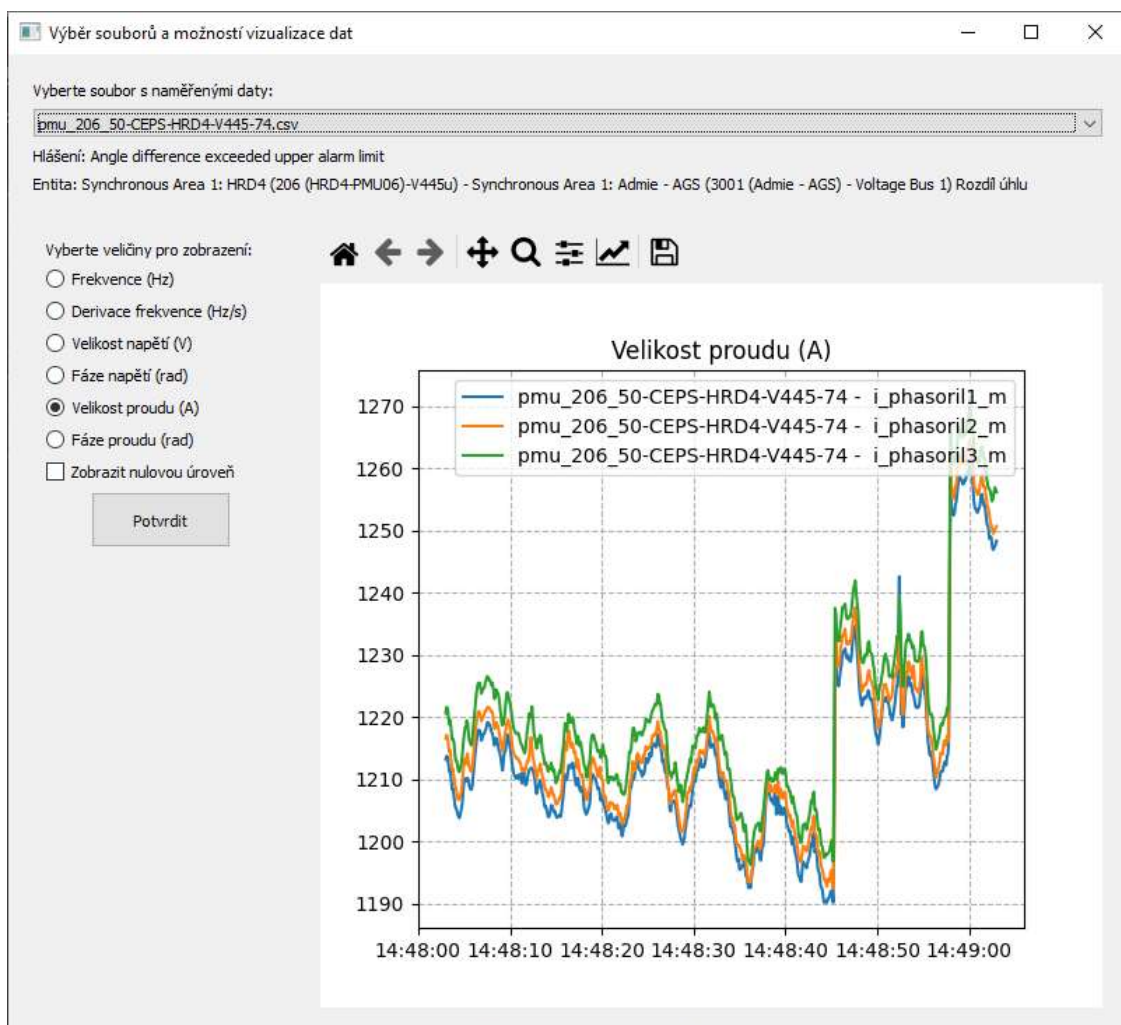 Výběr souborů a možností vizualizace dat
Vyberte soubor s naměřenými daty:
pmu_206_50-CEPS-HRD4-V445-74.csv
Hlášení: Angle difference exceeded upper alarm limit
Entita: Synchronous Area 1: HRD4 (206 (HRD4-PMU06)-V445u) - Synchronous Area 1: Admie - AGS (3001 (Admie - AGS) - Voltage Bus 1) Rozdíl úhlu
Vyberte veličiny pro zobrazení:
Frekvence (Hz)
Derivace frekvence (Hz/s)
Velikost napětí (V)
Fáze napětí (rad)
Velikost proudu (A)
Fáze proudu (rad)
Zobrazit nulovou úroveň
Potvrdit
Velikost proudu (A)
pmu_206_50-CEPS-HRD4-V445-74 - i_phasoril1_m
pmu_206_50-CEPS-HRD4-V445-74 - i_phasoril2_m
pmu_206_50-CEPS-HRD4-V445-74 - i_phasoril3_m
1270
1260
1250
1240
1230
1220
1210
1200
1190
14:48:00 14:48:10 14:48:20 14:48:30 14:48:40 14:48:50 14:49:00